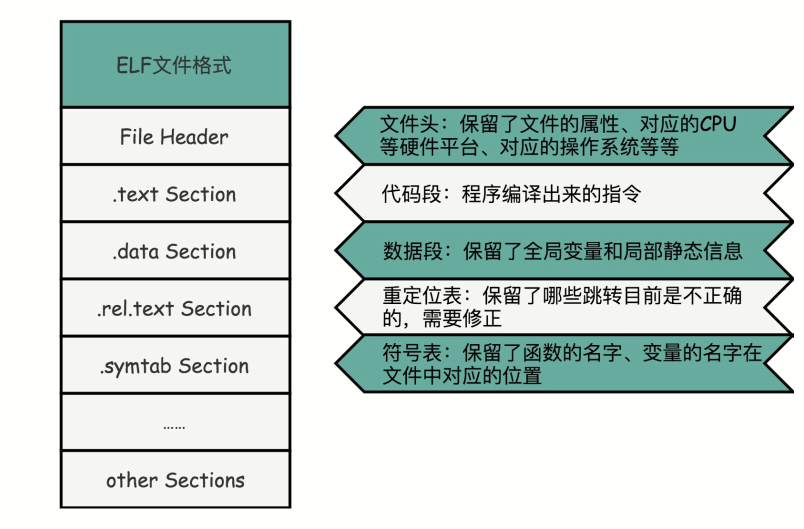 ELF文件格式
File Header
文件头：保留了文件的属性、对应的CPU
等硬件平台、对应的操作系统等等
.text Section
代码段：程序编译出来的指令
.data Section
数据段：保留了全局变量和局部静态信息
.rel.text Section
重定位表：保留了哪些跳转目前是不正确
的，需要修正
.symtab Section
符号表：保留了函数的名字、变量的名字在
文件中对应的位置
……
other Sections